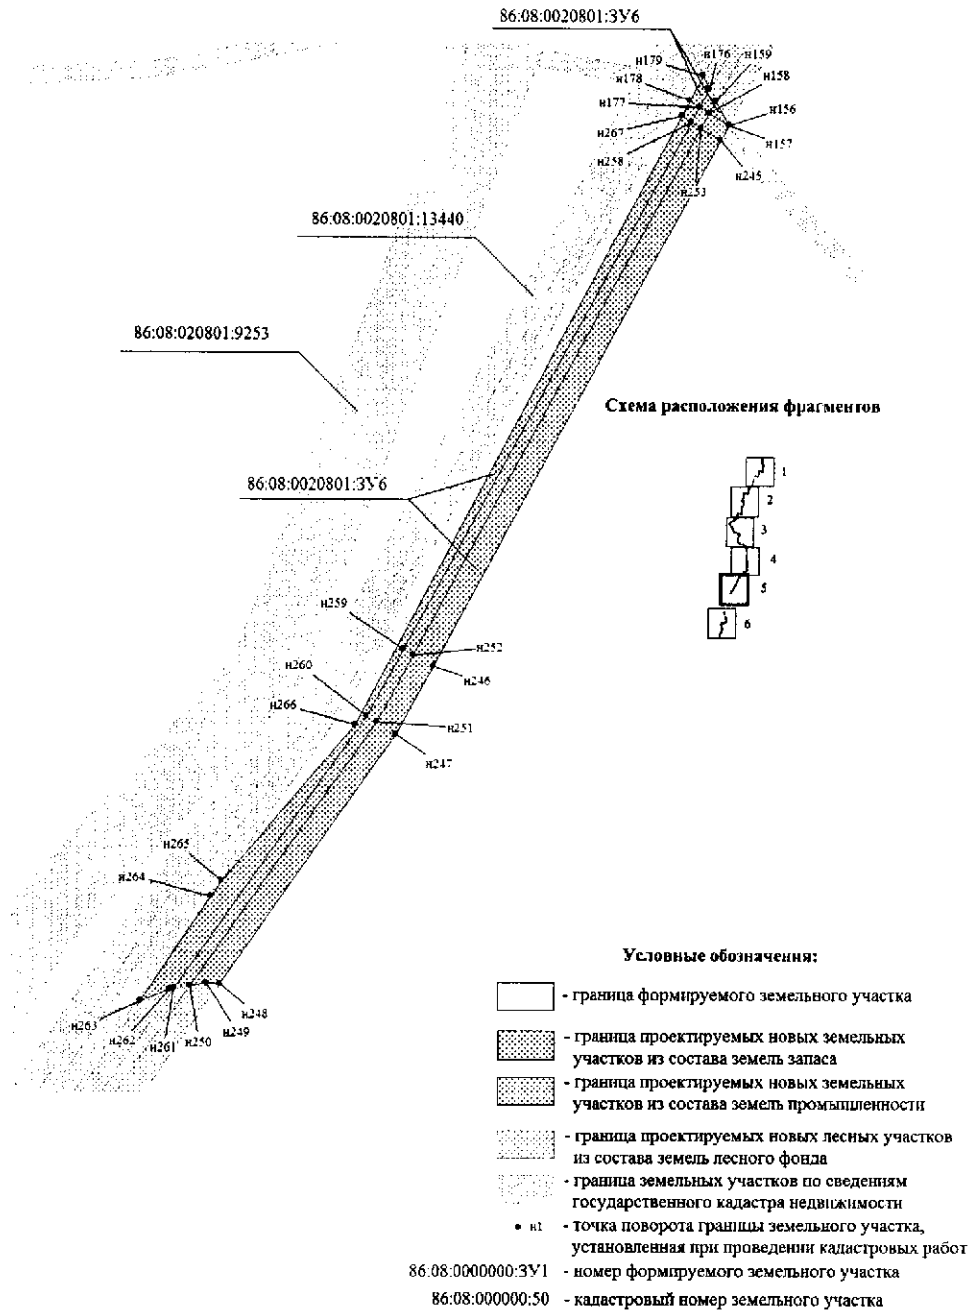 86:08:0020801:ЗУ6
н179
н176
н159
н178
н158
н177
н156
н267
н157
н258
н245
н253
86:08:0020801:13440
86:08:020801:9253
Схема расположения фрагментов
1
2
3
4
5
6
86:08:0020801:ЗУ6
н259
н252
н260
н246
н266
н251
н247
н265
н264
н248
н263
н262
н261
н250
н249
Условные обозначения:
- граница формируемого земельного участка
- граница проектируемых новых земельных
участков из состава земель запаса
- граница проектируемых новых земельных
участков из состава земель промышленности
- граница проектируемых новых лесных участков
из состава земель лесного фонда
- граница земельных участков по сведениям
государственного кадастра недвижимости
н1 - точка поворота границы земельного участка,
установленная при проведении кадастровых работ
86:08:0000000:ЗУ1 - номер формируемого земельного участка
86:08:000000:50 - кадастровый номер земельного участка